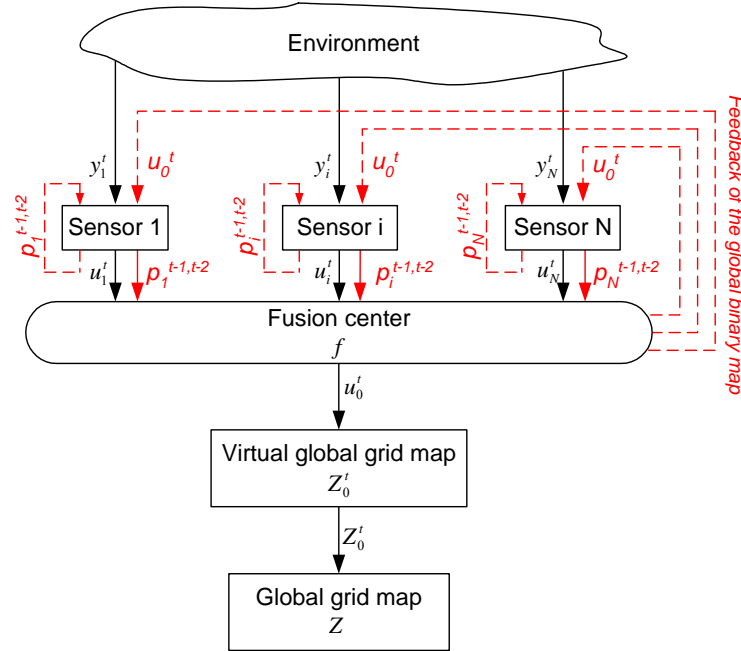 Environment
Feedback of the global binary map
y_1^t
u_0^t
y_i^t
u_0^t
y_N^t
u_0^t
p_1^{t-1,t-2}
Sensor 1
p_i^{t-1,t-2}
Sensor i
p_N^{t-1,t-2}
Sensor N
u_1^t
p_1^{t-1,t-2}
u_i^t
p_i^{t-1,t-2}
u_N^t
p_N^{t-1,t-2}
Fusion center
f
u_0^t
Virtual global grid map
Z_0^t
Z_0^t
Global grid map
Z